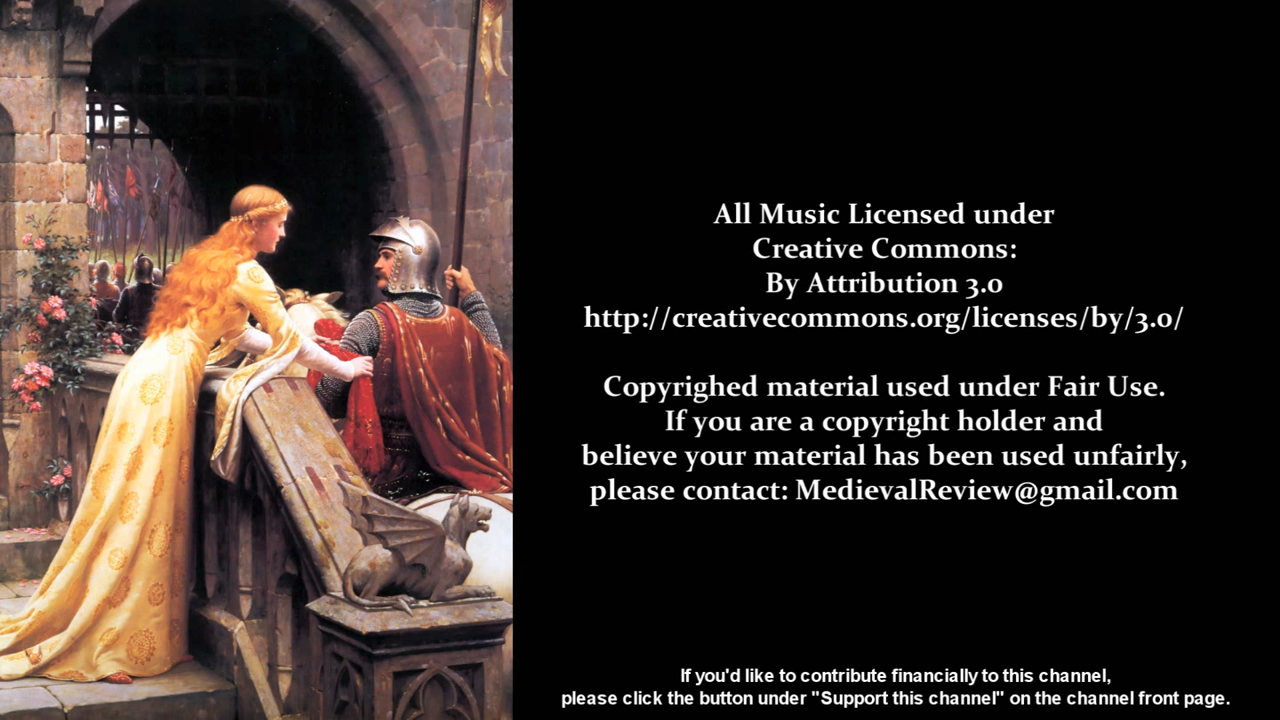 All Music Licensed under
Creative Commons:
By Attribution 3.0
http://creativecommons.org/licenses/by/3.0/
Copyrighed material used under Fair Use.
If you are a copyright holder and
believe your material has been used unfairly,
please contact: MedievalReview@gmail.com
If you'd like to contribute financially to this channel,
please click the button under "Support this channel" on the channel front page.